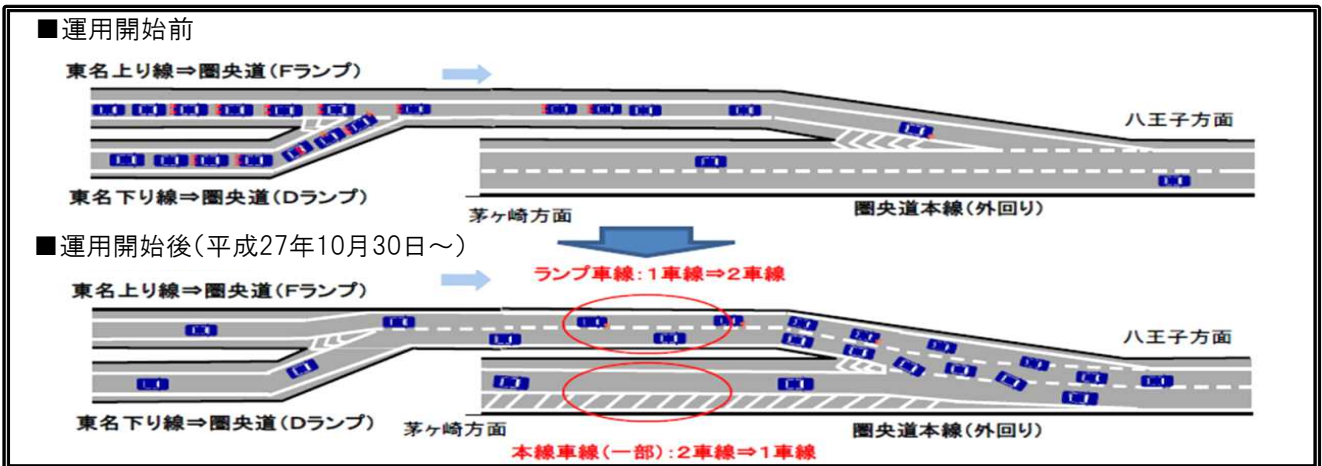 ■運用開始前
東名上り線⇒圏央道(Fランプ)
八王子方面
東名下り線⇒圏央道(Dランプ)
茅ヶ崎方面
圏央道本線(外回り)
■運用開始後(平成27年10月30日~)
ランプ車線:1車線⇒2車線
東名上り線⇒圏央道(Fランプ)
八王子方面
東名下り線⇒圏央道(Dランプ)
茅ヶ崎方面
圏央道本線(外回り)
本線車線(一部):2車線⇒1車線